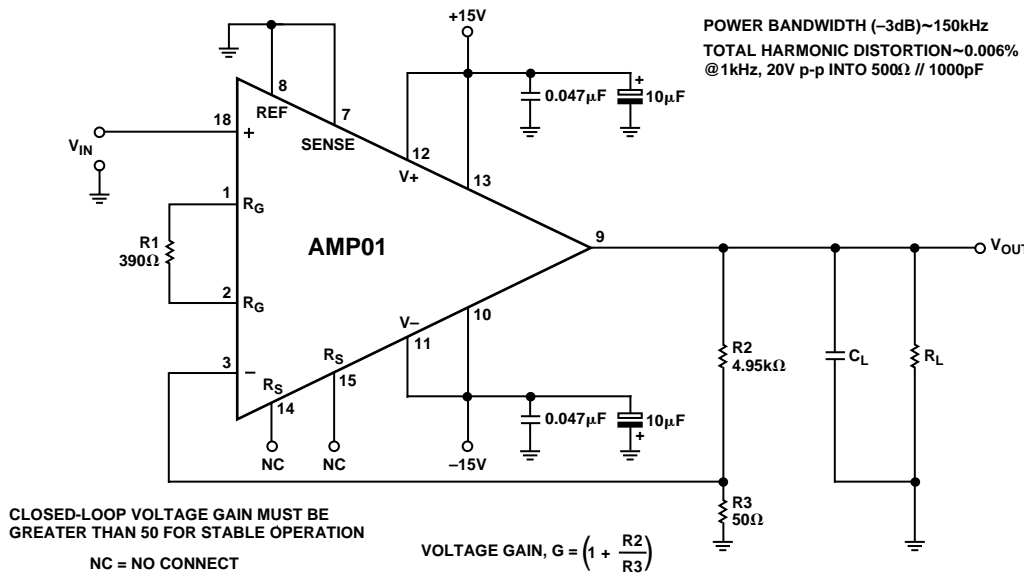 +15V
POWER BANDWIDTH (–3dB)~150kHz
TOTAL HARMONIC DISTORTION~0.006%
@1kHz, 20V p-p INTO 500Ω // 1000pF
8
REF
7
SENSE
0.047µF
+
10µF
18
+
VIN
12
V+
13
1
RG
R1
390Ω
AMP01
9
VOUT
2
RG
10
V–
11
R2
4.95kΩ
CL
RL
3
–
RS
15
RS
14
0.047µF
10µF
+
NC
NC
–15V
R3
50Ω
CLOSED-LOOP VOLTAGE GAIN MUST BE
GREATER THAN 50 FOR STABLE OPERATION
NC = NO CONNECT
VOLTAGE GAIN, G = (1 + R2/R3)